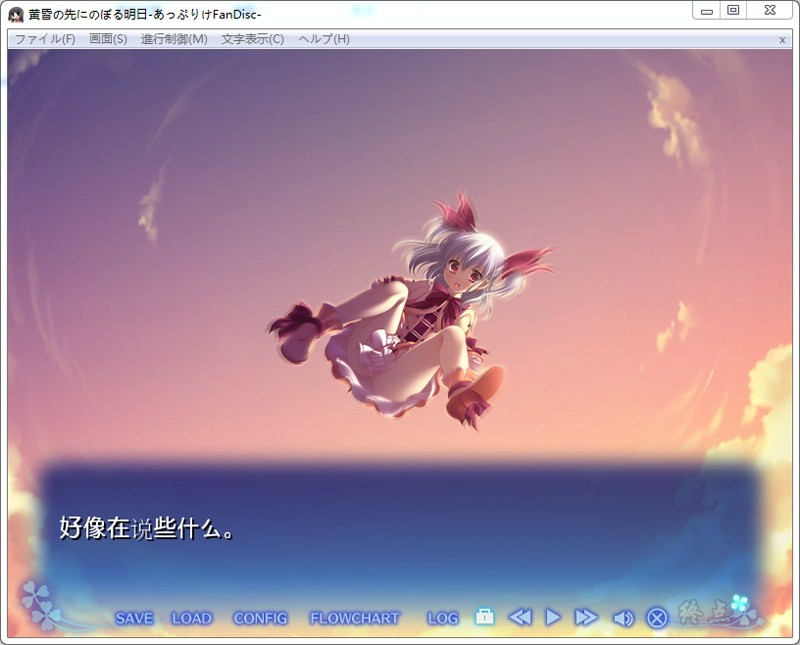 黄昏の先にのぼる明日-あっぷりけFanDisc-
ファイル(F) 画面(S) 進行制御(M) 文字表示(C) ヘルプ(H) x
好像在说些什么。
SAVE LOAD CONFIG FLOWCHART LOG 终点